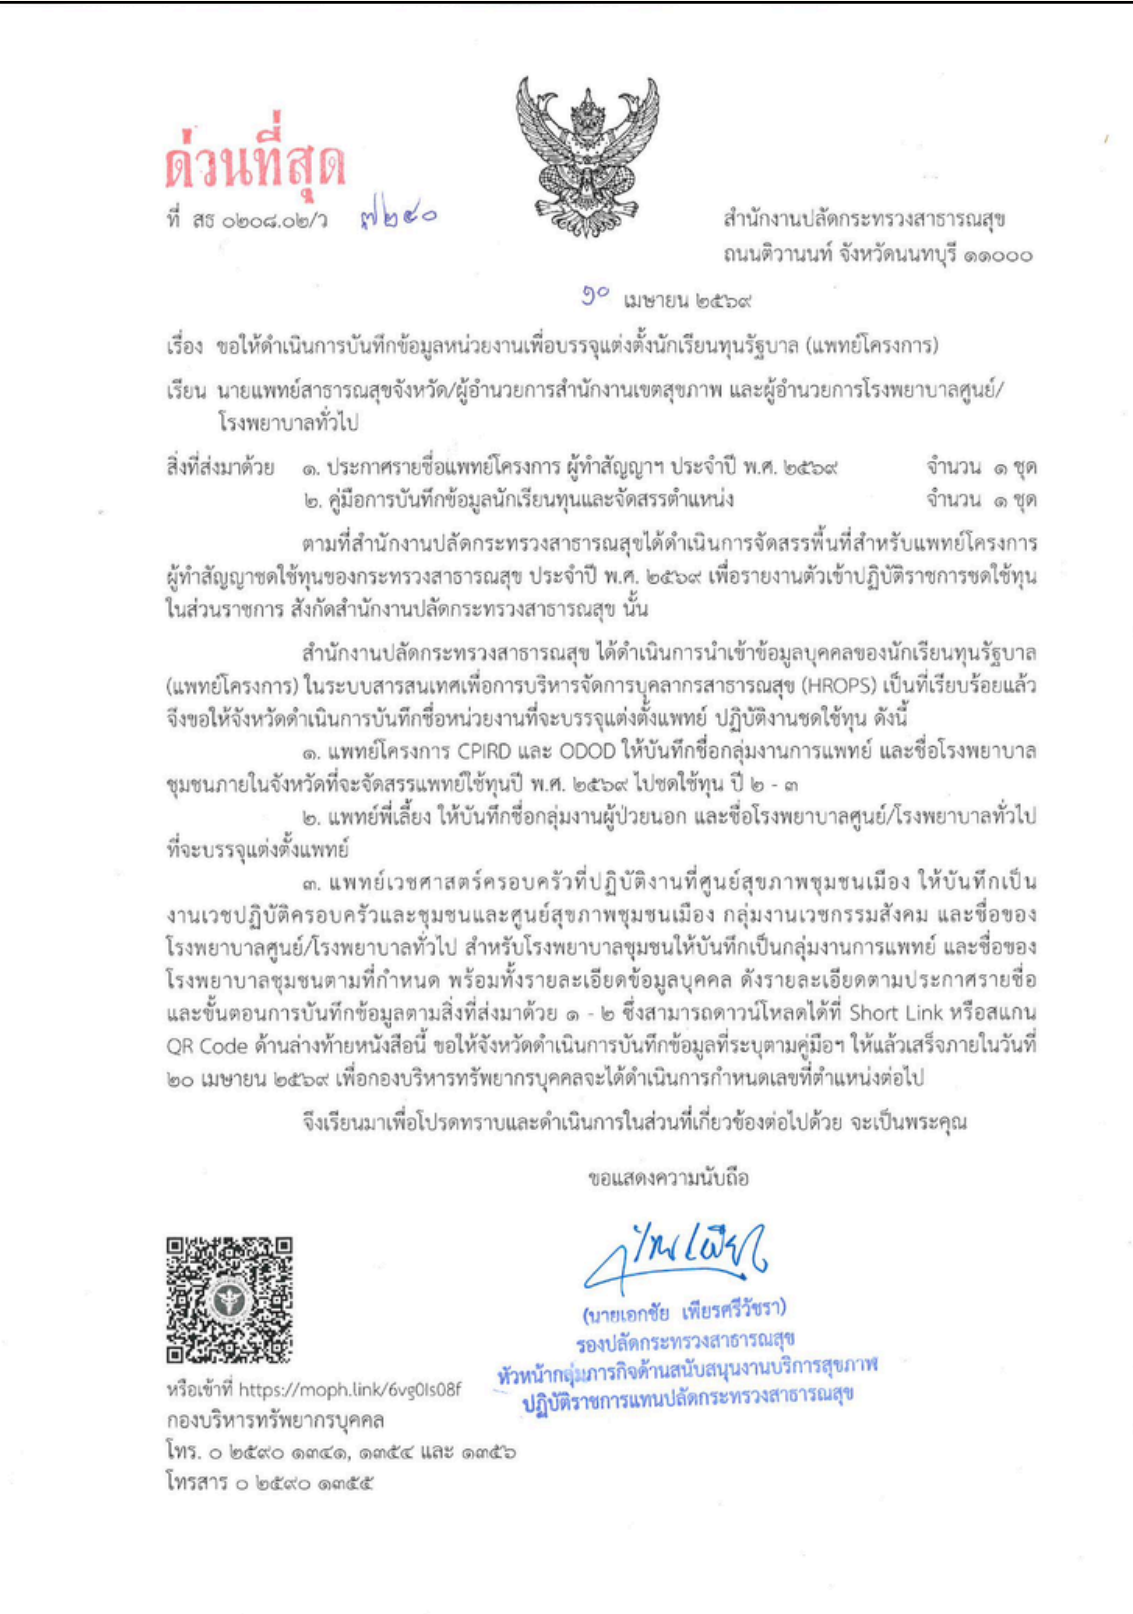 ด่วนที่สุด
ที่ สธ ๐๒๐๘.๐๒/ว ๗๒๔๐
สำนักงานปลัดกระทรวงสาธารณสุข
ถนนติวานนท์ จังหวัดนนทบุรี ๑๑๐๐๐
๑๐ เมษายน ๒๕๖๙
เรื่อง ขอให้ดำเนินการบันทึกข้อมูลหน่วยงานเพื่อบรรจุแต่งตั้งนักเรียนทุนรัฐบาล (แพทย์โครงการ)
เรียน นายแพทย์สาธารณสุขจังหวัด/ผู้อำนวยการสำนักงานเขตสุขภาพ และผู้อำนวยการโรงพยาบาลศูนย์/
โรงพยาบาลทั่วไป
สิ่งที่ส่งมาด้วย ๑. ประกาศรายชื่อแพทย์โครงการ ผู้ทำสัญญาฯ ประจำปี พ.ศ. ๒๕๖๙ จำนวน ๑ ชุด
๒. คู่มือการบันทึกข้อมูลนักเรียนทุนและจัดสรรตำแหน่ง จำนวน ๑ ชุด
ตามที่สำนักงานปลัดกระทรวงสาธารณสุขได้ดำเนินการจัดสรรพื้นที่สำหรับแพทย์โครงการ
ผู้ทำสัญญาชดใช้ทุนของกระทรวงสาธารณสุข ประจำปี พ.ศ. ๒๕๖๙ เพื่อรายงานตัวเข้าปฏิบัติราชการชดใช้ทุน
ในส่วนราชการ สังกัดสำนักงานปลัดกระทรวงสาธารณสุข นั้น
สำนักงานปลัดกระทรวงสาธารณสุข ได้ดำเนินการนำเข้าข้อมูลบุคคลของนักเรียนทุนรัฐบาล
(แพทย์โครงการ) ในระบบสารสนเทศเพื่อการบริหารจัดการบุคลากรสาธารณสุข (HROPS) เป็นที่เรียบร้อยแล้ว
จึงขอให้จังหวัดดำเนินการบันทึกชื่อหน่วยงานที่จะบรรจุแต่งตั้งแพทย์ ปฏิบัติงานชดใช้ทุน ดังนี้
๑. แพทย์โครงการ CPIRD และ ODOD ให้บันทึกชื่อกลุ่มงานการแพทย์ และชื่อโรงพยาบาล
ชุมชนภายในจังหวัดที่จะจัดสรรแพทย์ใช้ทุนปี พ.ศ. ๒๕๖๙ ไปชดใช้ทุน ปี ๒ - ๓
๒. แพทย์พี่เลี้ยง ให้บันทึกชื่อกลุ่มงานผู้ป่วยนอก และชื่อโรงพยาบาลศูนย์/โรงพยาบาลทั่วไป
ที่จะบรรจุแต่งตั้งแพทย์
๓. แพทย์เวชศาสตร์ครอบครัวที่ปฏิบัติงานที่ศูนย์สุขภาพชุมชนเมือง ให้บันทึกเป็น
งานเวชปฏิบัติครอบครัวและชุมชนและศูนย์สุขภาพชุมชนเมือง กลุ่มงานเวชกรรมสังคม และชื่อของ
โรงพยาบาลศูนย์/โรงพยาบาลทั่วไป สำหรับโรงพยาบาลชุมชนให้บันทึกเป็นกลุ่มงานการแพทย์ และชื่อของ
โรงพยาบาลชุมชนตามที่กำหนด พร้อมทั้งรายละเอียดข้อมูลบุคคล ดังรายละเอียดตามประกาศรายชื่อ
และขั้นตอนการบันทึกข้อมูลตามสิ่งที่ส่งมาด้วย ๑ - ๒ ซึ่งสามารถดาวน์โหลดได้ที่ Short Link หรือสแกน
QR Code ด้านล่างท้ายหนังสือนี้ ขอให้จังหวัดดำเนินการบันทึกข้อมูลที่ระบุตามคู่มือฯ ให้แล้วเสร็จภายในวันที่
๒๐ เมษายน ๒๕๖๙ เพื่อกองบริหารทรัพยากรบุคคลจะได้ดำเนินการกำหนดเลขที่ตำแหน่งต่อไป
จึงเรียนมาเพื่อโปรดทราบและดำเนินการในส่วนที่เกี่ยวข้องต่อไปด้วย จะเป็นพระคุณ
ขอแสดงความนับถือ
(นายเอกชัย เพียรศรีวัชรา)
รองปลัดกระทรวงสาธารณสุข
หัวหน้ากลุ่มภารกิจด้านสนับสนุนงานบริการสุขภาพ
ปฏิบัติราชการแทนปลัดกระทรวงสาธารณสุข
หรือเข้าที่ https://moph.link/6vg0Is08f
กองบริหารทรัพยากรบุคคล
โทร. ๐ ๒๕๙๐ ๑๓๔๑, ๑๓๕๔ และ ๑๓๕๖
โทรสาร ๐ ๒๕๙๐ ๑๓๕๕